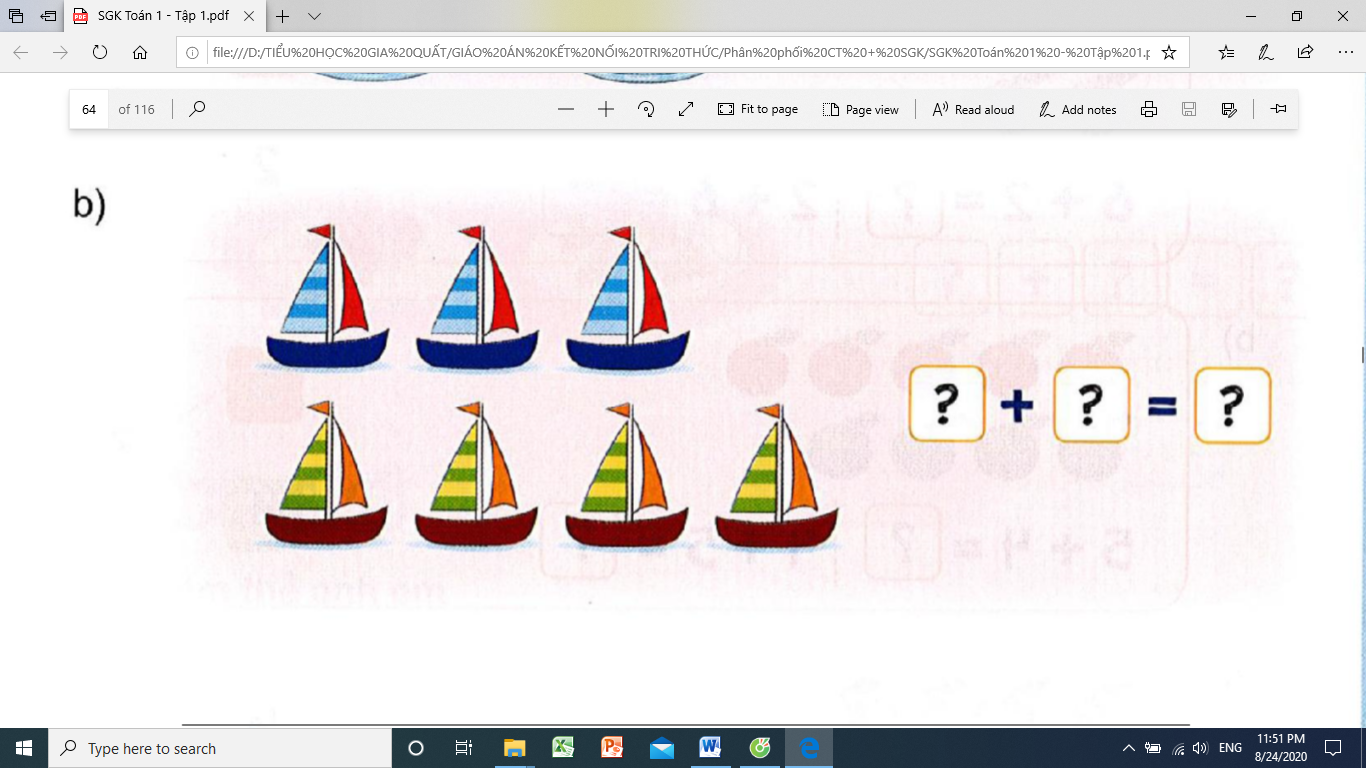 SGK Toán 1 - Tập 1.pdf
file:///D:/TIỂU%20HỌC%20GIA%20QUẤT/GIÁO%20ÁN%20KẾT%20NỐI%20TRI%20THỨC/Phân%20phối%20CT%20+%20SGK/SGK%20Toán%201%20-%20Tập%201.p
64 of 116 Fit to page Page view Read aloud Add notes
b)
? + ? = ?
Type here to search
ENG
11:51 PM
8/24/2020